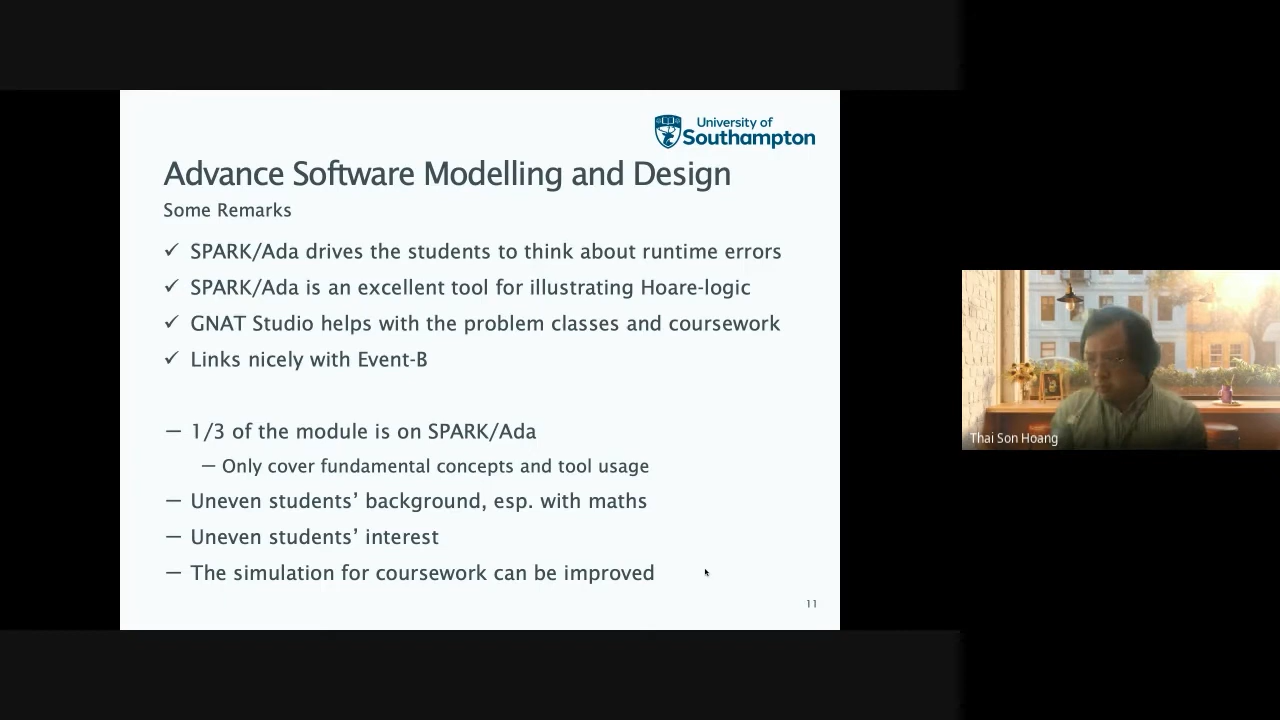 University of
Southampton
Advance Software Modelling and Design
Some Remarks
✓ SPARK/Ada drives the students to think about runtime errors
✓ SPARK/Ada is an excellent tool for illustrating Hoare-logic
✓ GNAT Studio helps with the problem classes and coursework
✓ Links nicely with Event-B
— 1/3 of the module is on SPARK/Ada
— Only cover fundamental concepts and tool usage
— Uneven students’ background, esp. with maths
— Uneven students’ interest
— The simulation for coursework can be improved
11
Thai Son Hoang